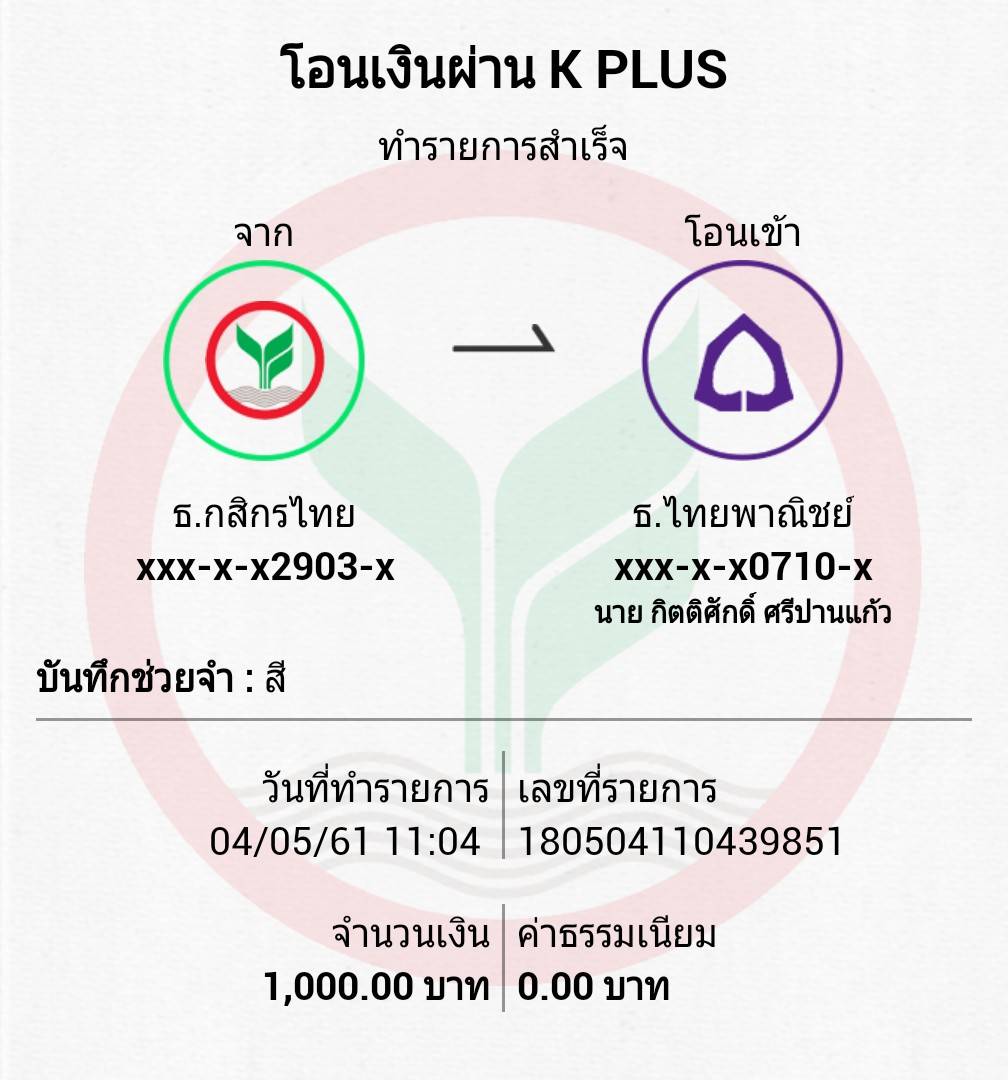 โอนเงินผ่าน K PLUS
ทำรายการสำเร็จ
จาก
โอนเข้า
ธ.กสิกรไทย
xxx-x-x2903-x
ธ.ไทยพาณิชย์
xxx-x-x0710-x
นาย กิตติศักดิ์ ศรีปานแก้ว
บันทึกช่วยจำ : สี
วันที่ทำรายการ
04/05/61 11:04
เลขที่รายการ
180504110439851
จำนวนเงิน
1,000.00 บาท
ค่าธรรมเนียม
0.00 บาท